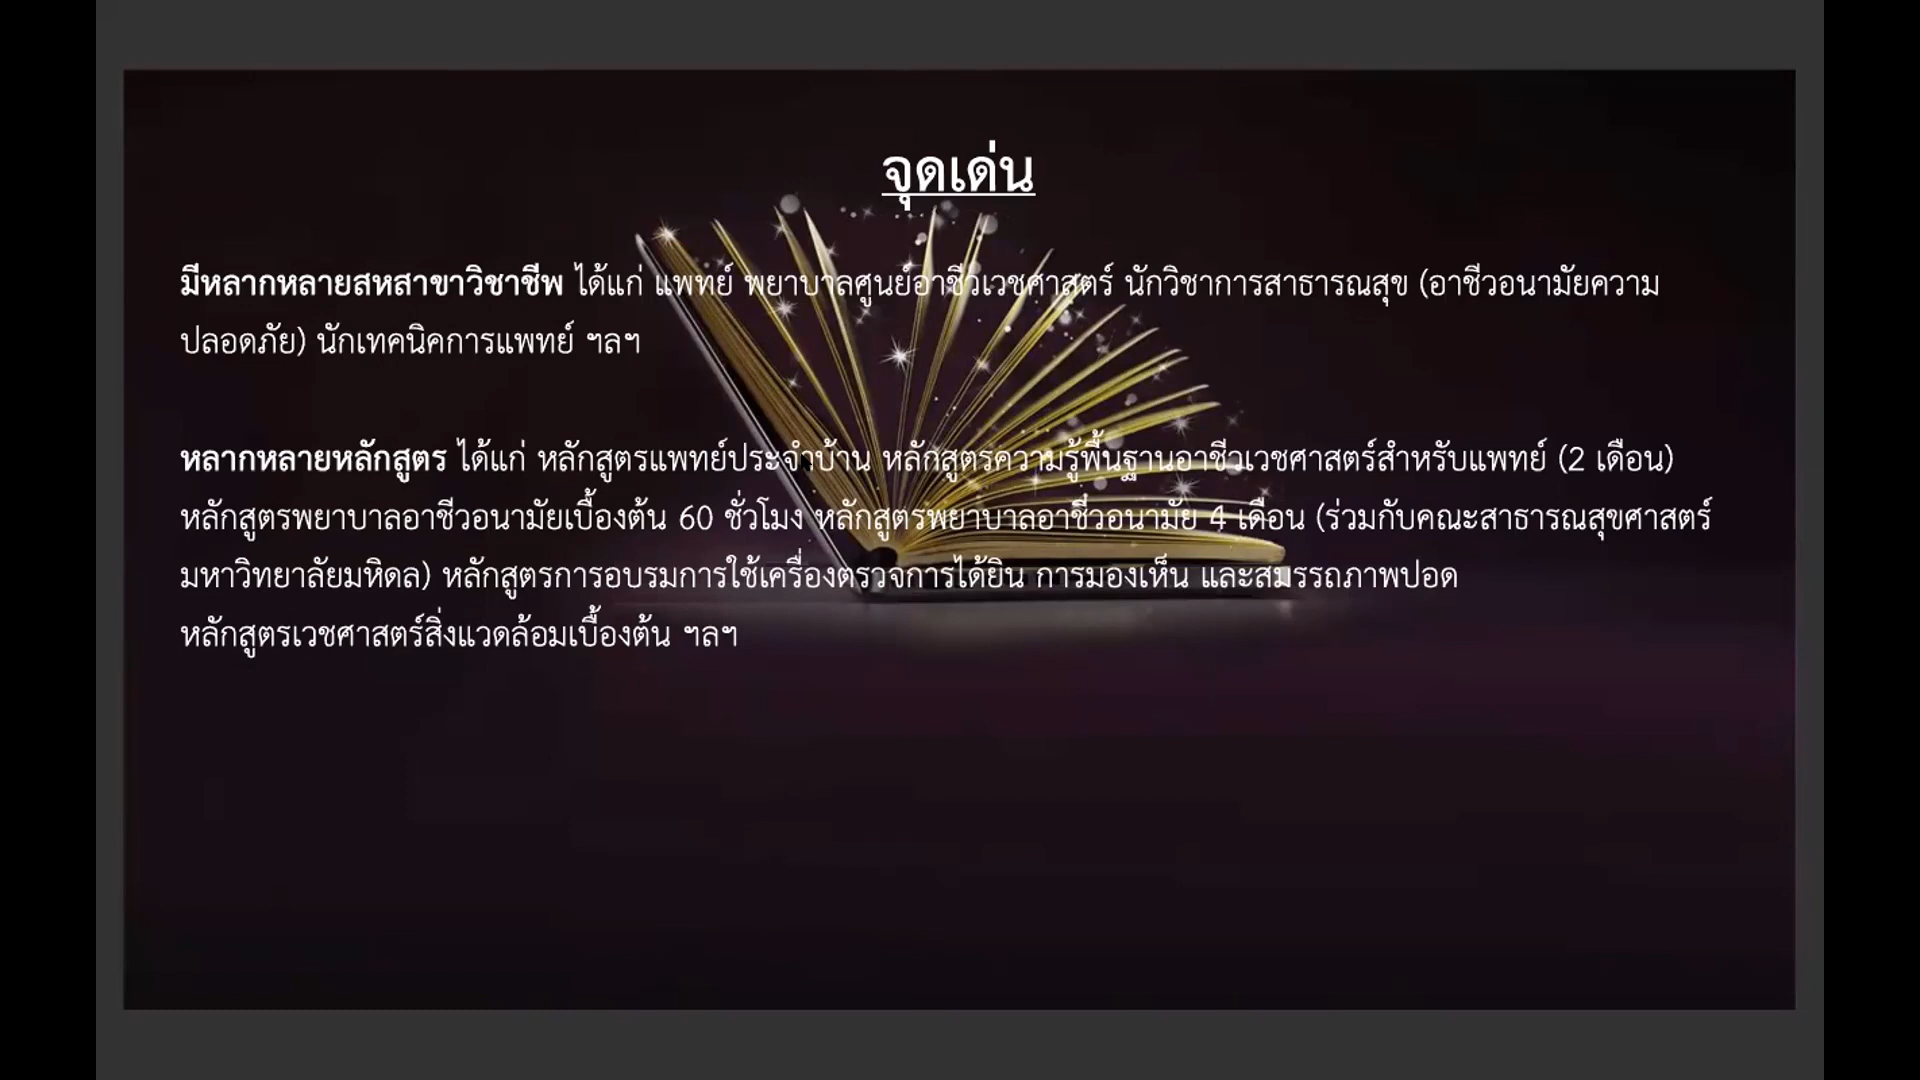 จุดเด่น
มีหลากหลายสหสาขาวิชาชีพ ได้แก่ แพทย์ พยาบาลศูนย์อาชีวเวชศาสตร์ นักวิชาการสาธารณสุข (อาชีวอนามัยความ
ปลอดภัย) นักเทคนิคการแพทย์ ฯลฯ
หลากหลายหลักสูตร ได้แก่ หลักสูตรแพทย์ประจำบ้าน หลักสูตรความรู้พื้นฐานอาชีวเวชศาสตร์สำหรับแพทย์ (2 เดือน)
หลักสูตรพยาบาลอาชีวอนามัยเบื้องต้น 60 ชั่วโมง หลักสูตรพยาบาลอาชีวอนามัย 4 เดือน (ร่วมกับคณะสาธารณสุขศาสตร์
มหาวิทยาลัยมหิดล) หลักสูตรการอบรมการใช้เครื่องตรวจการได้ยิน การมองเห็น และสมรรถภาพปอด
หลักสูตรเวชศาสตร์สิ่งแวดล้อมเบื้องต้น ฯลฯ